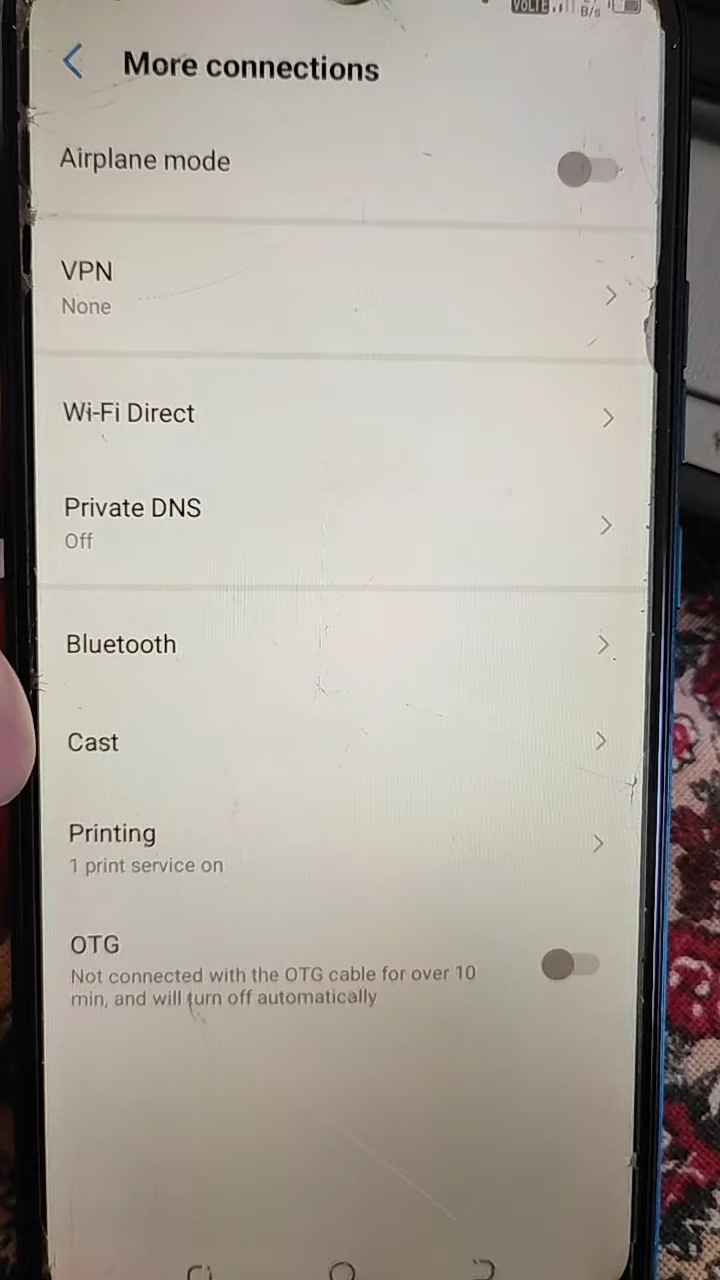 VoLTE B/s
More connections
Airplane mode
VPN
None
Wi-Fi Direct
Private DNS
Off
Bluetooth
Cast
Printing
1 print service on
OTG
Not connected with the OTG cable for over 10
min, and will turn off automatically